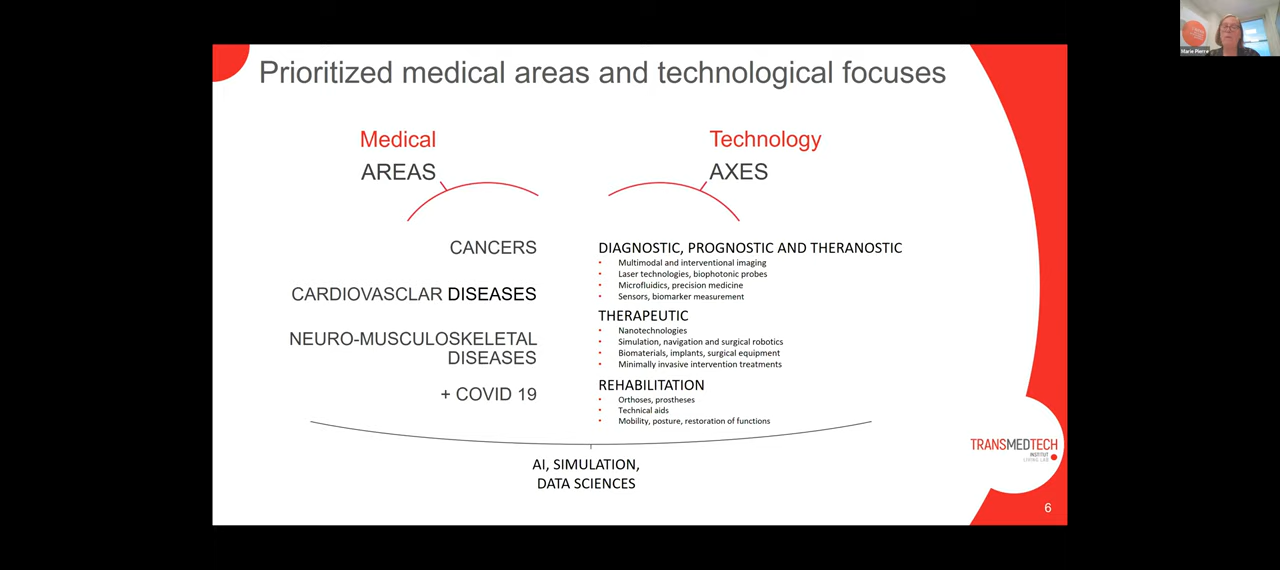 Prioritized medical areas and technological focuses
Medical
AREAS
Technology
AXES
CANCERS
CARDIOVASCLAR DISEASES
NEURO-MUSCULOSKELETAL
DISEASES
+ COVID 19
DIAGNOSTIC, PROGNOSTIC AND THERANOSTIC
• Multimodal and interventional imaging
• Laser technologies, biophotonic probes
• Microfluidics, precision medicine
• Sensors, biomarker measurement
THERAPEUTIC
• Nanotechnologies
• Simulation, navigation and surgical robotics
• Biomaterials, implants, surgical equipment
• Minimally invasive intervention treatments
REHABILITATION
• Orthoses, prostheses
• Technical aids
• Mobility, posture, restoration of functions
AI, SIMULATION,
DATA SCIENCES
TRANSMEDTECH
INSTITUT
LIVING LAB
6
Marie Pierre